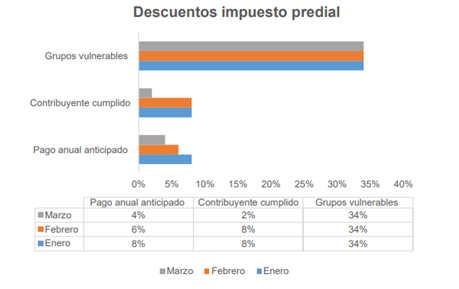 Descuentos impuesto predial
Grupos vulnerables
Contribuyente cumplido
Pago anual anticipado
0% 5% 10% 15% 20% 25% 30% 35% 40%
Pago anual anticipado Contribuyente cumplido Grupos vulnerables
Marzo 4% 2% 34%
Febrero 6% 8% 34%
Enero 8% 8% 34%
Marzo Febrero Enero